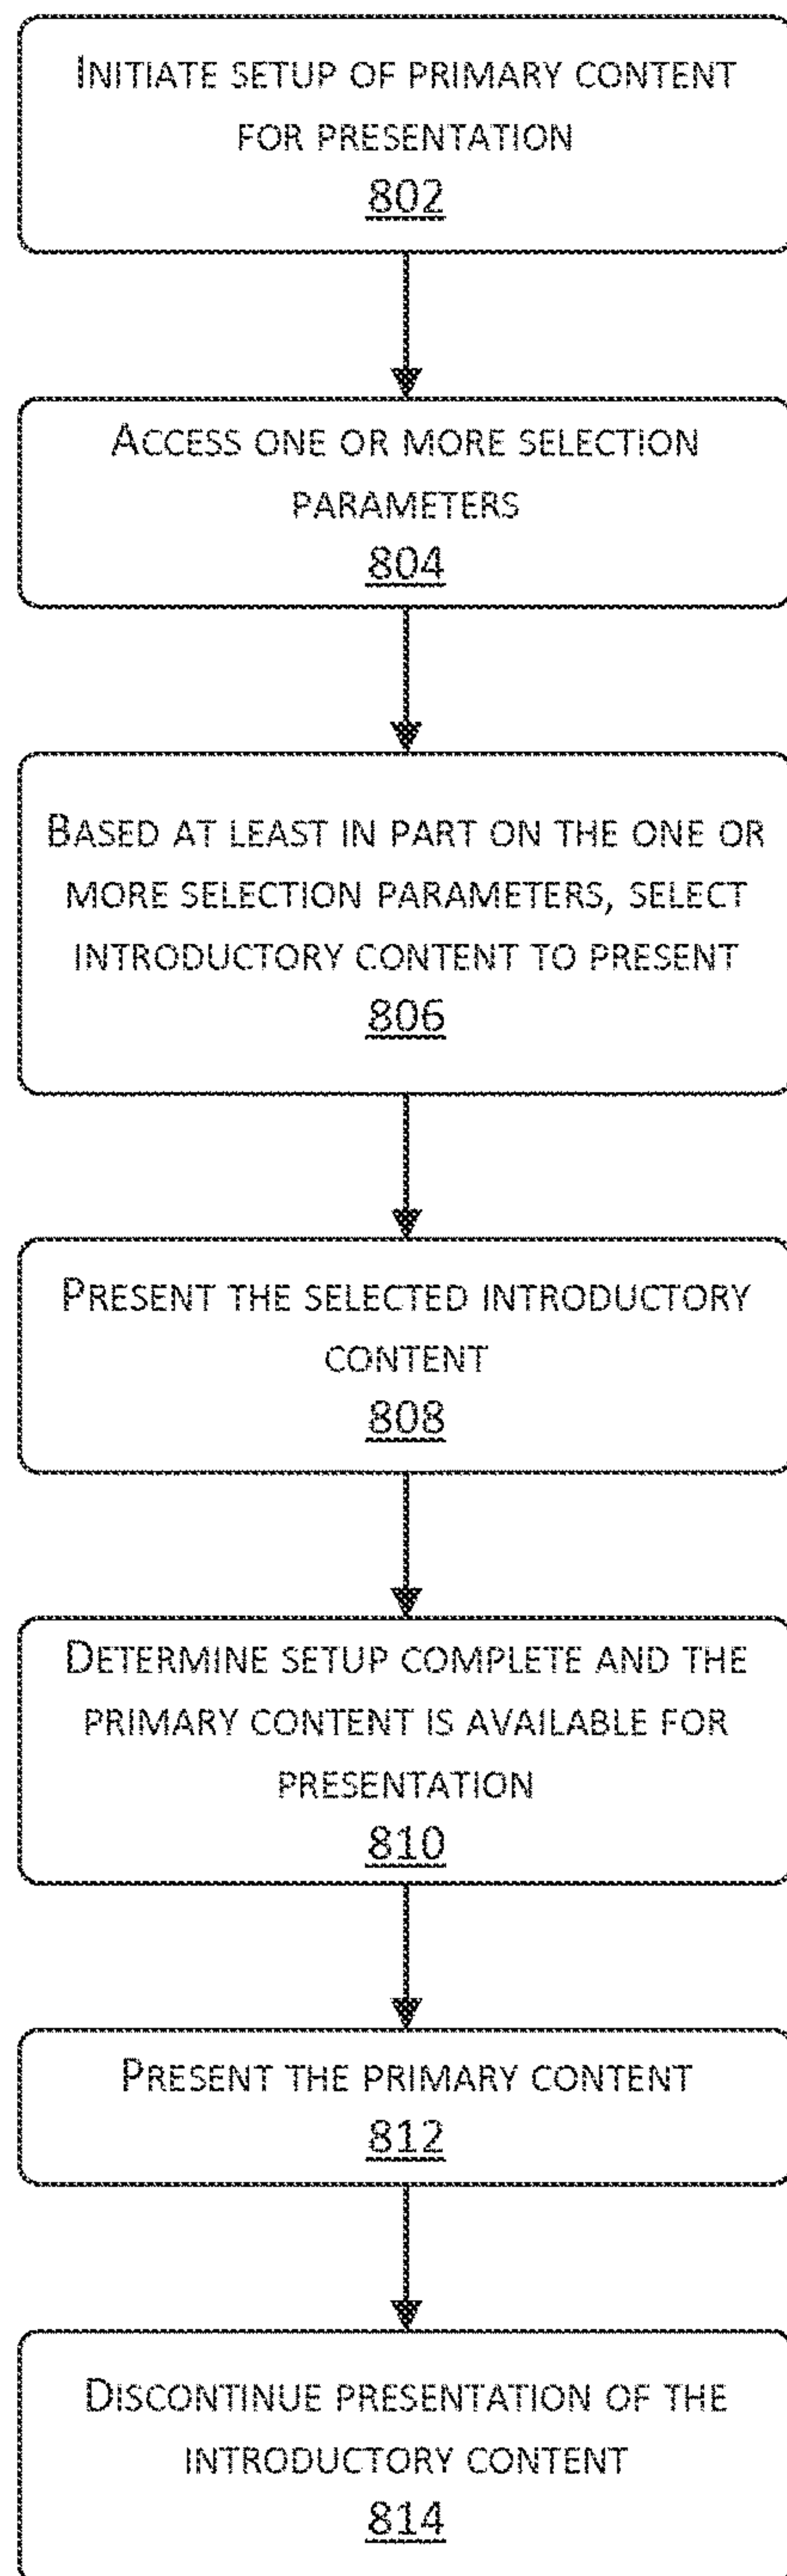 INITIATE SETUP OF PRIMARY CONTENT
FOR PRESENTATION
802
ACCESS ONE OR MORE SELECTION
PARAMETERS
804
BASED AT LEAST IN PART ON THE ONE OR
MORE SELECTION PARAMETERS, SELECT
INTRODUCTORY CONTENT TO PRESENT
806
PRESENT THE SELECTED INTRODUCTORY
CONTENT
808
DETERMINE SETUP COMPLETE AND THE
PRIMARY CONTENT IS AVAILABLE FOR
PRESENTATION
810
PRESENT THE PRIMARY CONTENT
812
DISCONTINUE PRESENTATION OF THE
INTRODUCTORY CONTENT
814